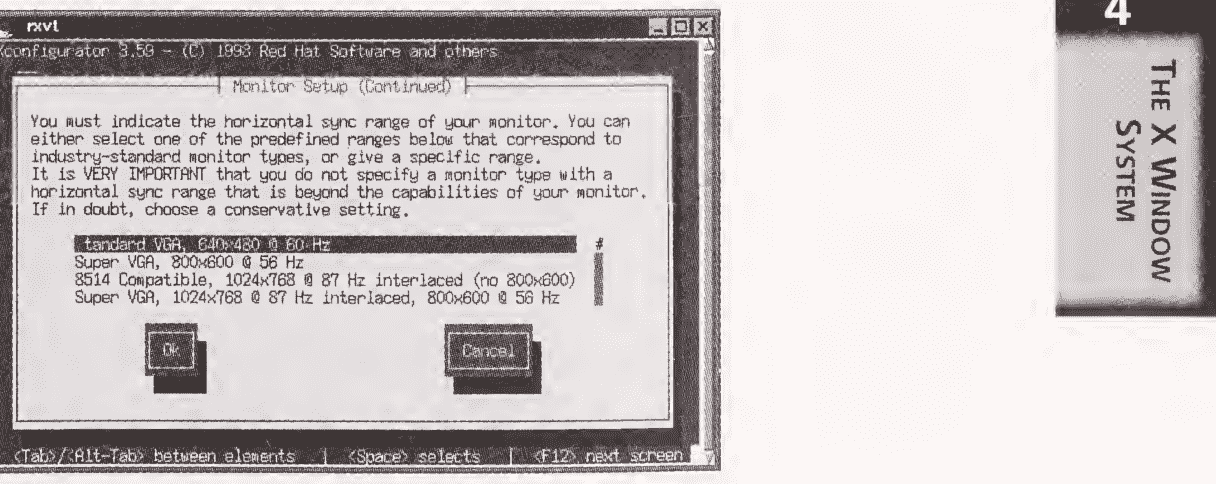 rxvt
Xconfigurator 3.59 - (C) 1998 Red Hat Software and others
Monitor Setup (Continued)
You must indicate the horizontal sync range of your monitor. You can
either select one of the predefined ranges below that correspond to
industry-standard monitor types, or give a specific range.
It is VERY IMPORTANT that you do not specify a monitor type with a
horizontal sync range that is beyond the capabilities of your monitor.
If in doubt, choose a conservative setting.
tandard VGA, 640x480 @ 60 Hz
#
Super VGA, 800x600 @ 56 Hz
8514 Compatible, 1024x768 @ 87 Hz interlaced (no 800x600)
Super VGA, 1024x768 @ 87 Hz interlaced, 800x600 @ 56 Hz
Ok
Cancel
<Tab>/<Alt-Tab> between elements | <Space> selects | <F12> next screen
4
THE X WINDOW
SYSTEM